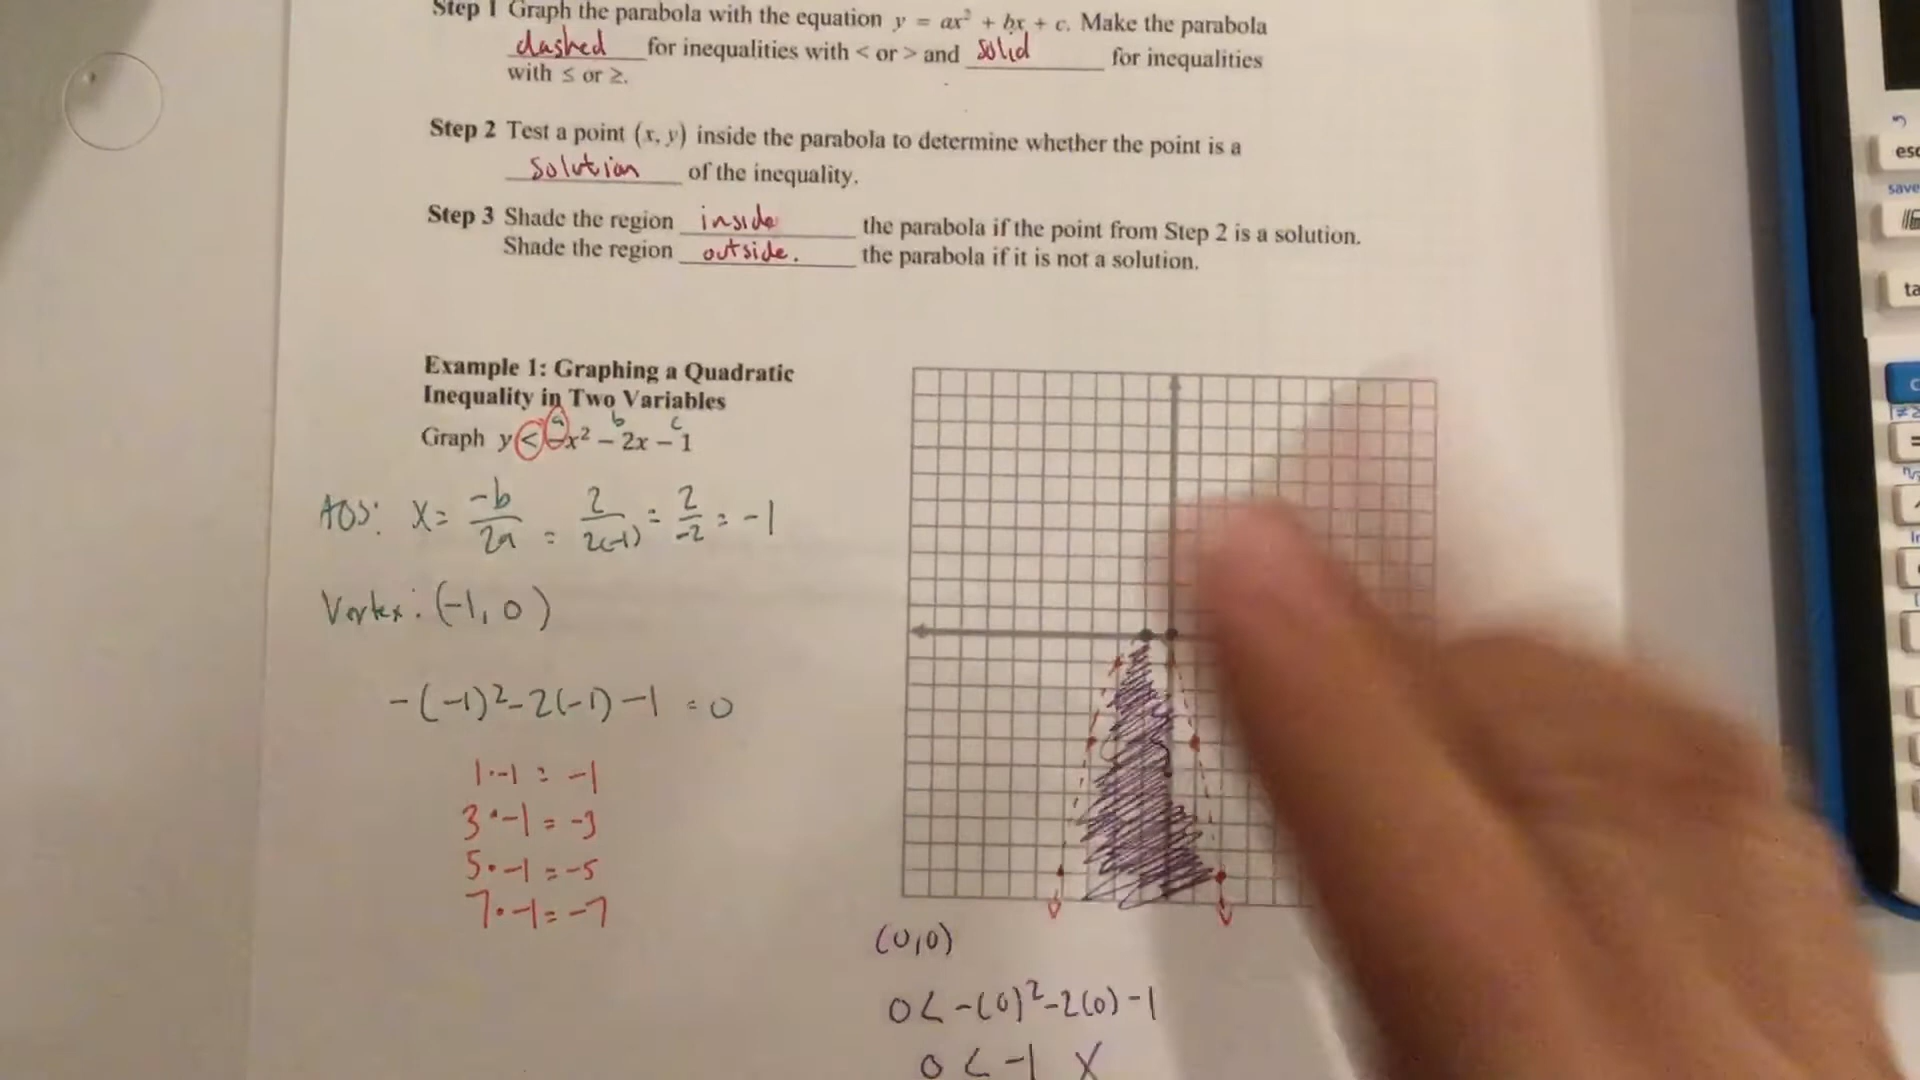 Step 1 Graph the parabola with the equation y = ax² + bx + c. Make the parabola
dashed for inequalities with < or > and solid for inequalities
with ≤ or ≥.
Step 2 Test a point (x, y) inside the parabola to determine whether the point is a
solution of the inequality.
Step 3 Shade the region inside the parabola if the point from Step 2 is a solution.
Shade the region outside. the parabola if it is not a solution.
Example 1: Graphing a Quadratic
Inequality in Two Variables
a b c
Graph y < -x² - 2x - 1
AOS: x = -b/2a = 2/2(-1) = 2/-2 = -1
Vertex: (-1, 0)
-(-1)² - 2(-1) - 1 = 0
1·-1 = -1
3·-1 = -3
5·-1 = -5
7·-1 = -7
(0,0)
0 < -(0)² - 2(0) - 1
0 < -1 X
esc
save